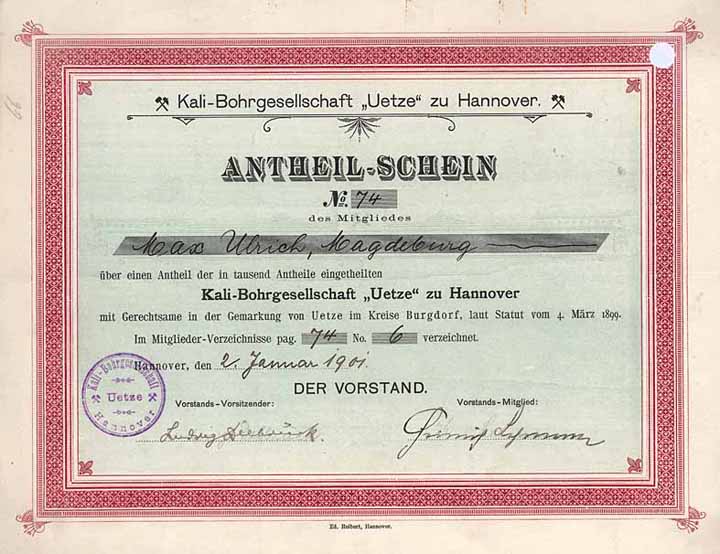 Kali-Bohrgesellschaft „Uetze" zu Hannover.
ANTHEIL-SCHEIN
No. 74
des Mitgliedes
Max Ulrich, Magdeburg
über einen Antheil der in tausend Antheile eingetheilten
Kali-Bohrgesellschaft „Uetze" zu Hannover
mit Gerechtsame in der Gemarkung von Uetze im Kreise Burgdorf, laut Statut vom 4. März 1899.
Im Mitglieder-Verzeichnisse pag. 74 No. 6 verzeichnet.
Hannover, den 2. Januar 1901.
DER VORSTAND.
Vorstands-Vorsitzender:
Vorstands-Mitglied:
Ludwig
Kali-Bohrgesellschaft
Uetze
Hannover
Ed. Reibert, Hannover.